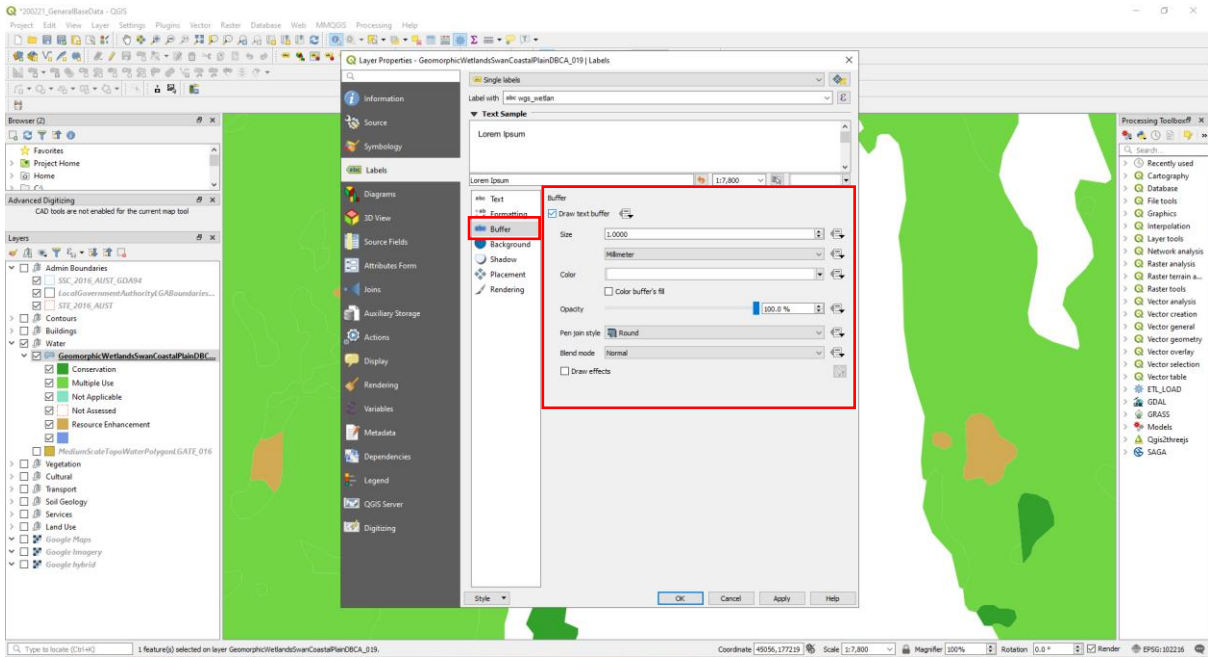 *200221_GeneralBaseData - QGIS
Project Edit View Layer Settings Plugins Vector Raster Database Web MMQGIS Processing Help
Browser (2)
Favorites
Project Home
Home
C:\
Advanced Digitizing
CAD tools are not enabled for the current map tool
Layers
Admin Boundaries
SSC_2016_AUST_GDA94
LocalGovernmentAuthorityLGABoundaries...
STE_2016_AUST
Contours
Buildings
Water
GeomorphicWetlandsSwanCoastalPlainDBC...
Conservation
Multiple Use
Not Applicable
Not Assessed
Resource Enhancement
MediumScaleTopoWaterPolygonLGATE_016
Vegetation
Cultural
Transport
Soil Geology
Services
Land Use
Google Maps
Google Imagery
Google hybrid
Layer Properties - GeomorphicWetlandsSwanCoastalPlainDBCA_019 | Labels
Information
Source
Symbology
Labels
Diagrams
3D View
Source Fields
Attributes Form
Joins
Auxiliary Storage
Actions
Display
Rendering
Variables
Metadata
Dependencies
Legend
QGIS Server
Digitizing
Single labels
Label with abc wgs_wetlan
Text Sample
Lorem Ipsum
Lorem Ipsum 1:7,800
Text
Formatting
Buffer
Background
Shadow
Placement
Rendering
Buffer
Draw text buffer
Size 1.0000
Millimeter
Color
Color buffer's fill
Opacity 100.0 %
Pen join style Round
Blend mode Normal
Draw effects
Style OK Cancel Apply Help
Processing Toolbox
Search...
Recently used
Cartography
Database
File tools
Graphics
Interpolation
Layer tools
Network analysis
Raster analysis
Raster terrain a...
Raster tools
Vector analysis
Vector creation
Vector general
Vector geometry
Vector overlay
Vector selection
Vector table
ETL_LOAD
GDAL
GRASS
Models
Qgis2threejs
SAGA
Type to locate (Ctrl+K) 1 feature(s) selected on layer GeomorphicWetlandsSwanCoastalPlainDBCA_019. Coordinate 45056,177219 Scale 1:7,800 Magnifier 100% Rotation 0.0 ° Render EPSG:102216